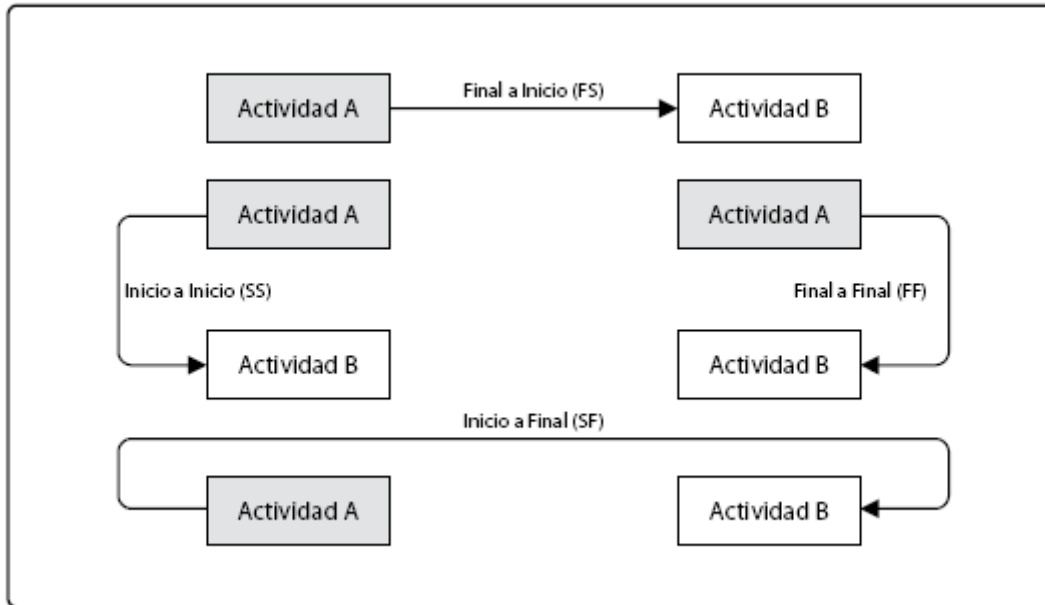 Actividad A
Final a Inicio (FS)
Actividad B
Actividad A
Actividad A
Inicio a Inicio (SS)
Final a Final (FF)
Actividad B
Actividad B
Inicio a Final (SF)
Actividad A
Actividad B